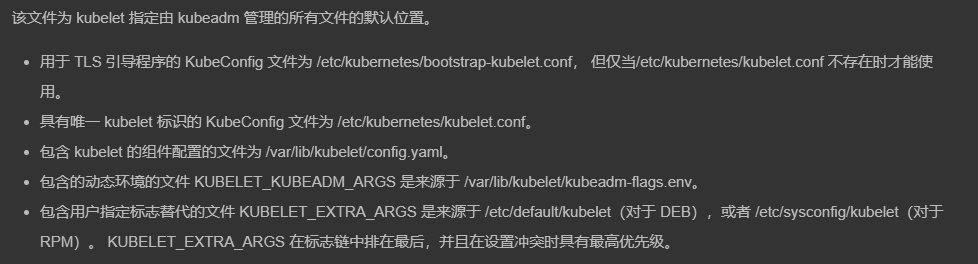 该文件为 kubelet 指定由 kubeadm 管理的所有文件的默认位置。
• 用于 TLS 引导程序的 KubeConfig 文件为 /etc/kubernetes/bootstrap-kubelet.conf， 但仅当/etc/kubernetes/kubelet.conf 不存在时才能使
用。
• 具有唯一 kubelet 标识的 KubeConfig 文件为 /etc/kubernetes/kubelet.conf。
• 包含 kubelet 的组件配置的文件为 /var/lib/kubelet/config.yaml。
• 包含的动态环境的文件 KUBELET_KUBEADM_ARGS 是来源于 /var/lib/kubelet/kubeadm-flags.env。
• 包含用户指定标志替代的文件 KUBELET_EXTRA_ARGS 是来源于 /etc/default/kubelet（对于 DEB），或者 /etc/sysconfig/kubelet（对于
RPM）。 KUBELET_EXTRA_ARGS 在标志链中排在最后，并且在设置冲突时具有最高优先级。